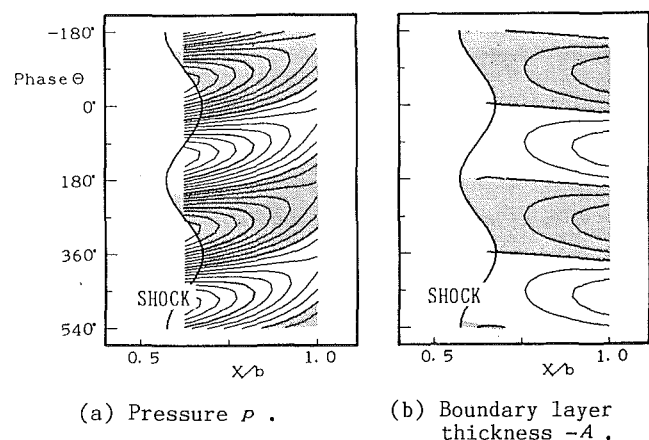 -180°
Phase Θ
0°
180°
360°
540°
SHOCK
0.5
1.0
X/b
(a) Pressure p .
SHOCK
0.5
1.0
X/b
(b) Boundary layer
thickness -A .